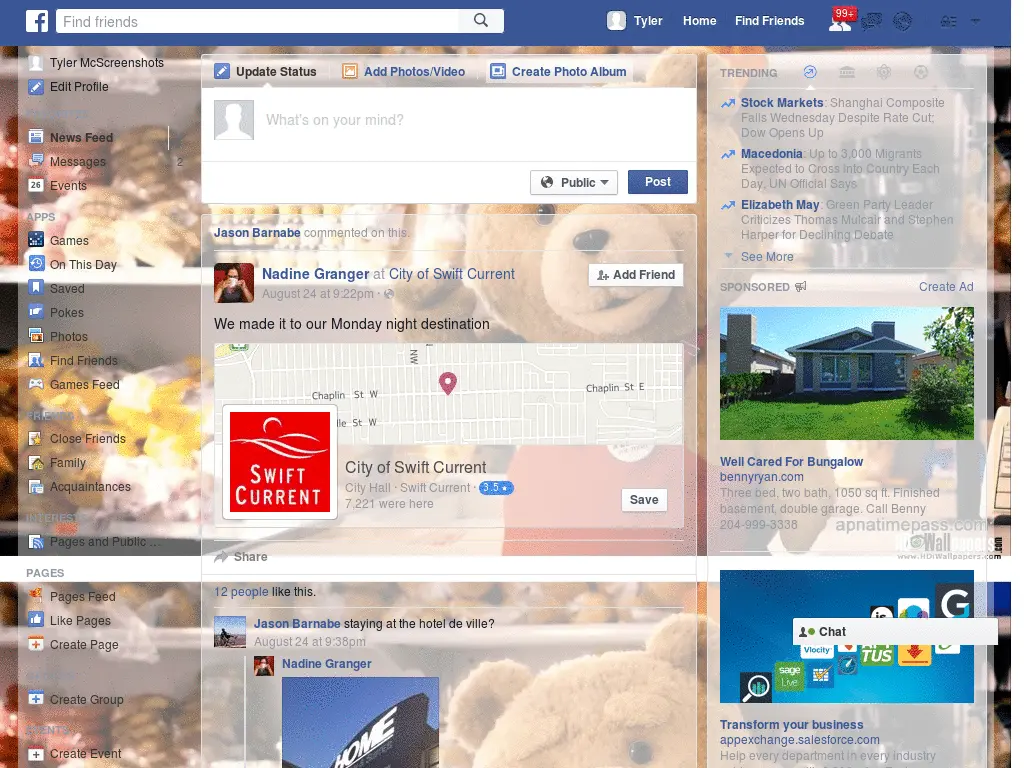 Find friends
Tyler
Home
Find Friends
99+
Tyler McScreenshots
Edit Profile
News Feed
Messages
2
26
Events
APPS
Games
On This Day
Saved
Pokes
Photos
Find Friends
Games Feed
FRIENDS
Close Friends
Family
Acquaintances
Pages and Public ...
PAGES
Pages Feed
Like Pages
Create Page
Create Group
EVENTS
Create Event
Update Status
Add Photos/Video
Create Photo Album
What's on your mind?
Public
Post
Jason Barnabe commented on this.
Nadine Granger at City of Swift Current
August 24 at 9:22pm ·
Add Friend
We made it to our Monday night destination
NW
Chaplin St W
Chaplin St E
lle St W
SWIFT
CURRENT
City of Swift Current
City Hall · Swift Current · 3.5 ★
7,221 were here
Save
Share
12 people like this.
Jason Barnabe staying at the hotel de ville?
August 24 at 9:38pm
Nadine Granger
HOME
TRENDING
Stock Markets: Shanghai Composite
Falls Wednesday Despite Rate Cut;
Dow Opens Up
Macedonia: Up to 3,000 Migrants
Expected to Cross Into Country Each
Day, UN Official Says
Elizabeth May: Green Party Leader
Criticizes Thomas Mulcair and Stephen
Harper for Declining Debate
See More
SPONSORED
Create Ad
Well Cared For Bungalow
bennyryan.com
Three bed, two bath, 1050 sq ft. Finished
basement, double garage. Call Benny
204-999-3338
apnatimepass.com
HDWallpapers.com
www.HDiWallpapers.com
G
Chat
Vlocity
sage
Live
Transform your business
appexchange.salesforce.com
Help every department in every industry